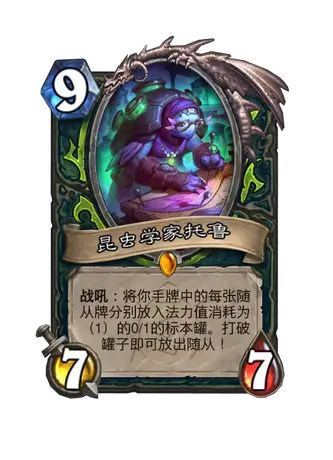 9
昆虫学家托鲁
战吼：将你手牌中的每张随
从牌分别放入法力值消耗为
（1）的0/1的标本罐。打破
罐子即可放出随从！
7
7